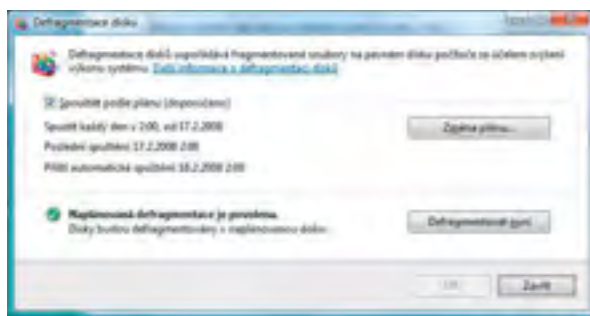 Defragmentace disku
Defragmentace disků uspořádává fragmentované soubory na pevném disku počítače za účelem zvýšení
výkonu systému. Další informace o defragmentaci disků
Spouštět podle plánu (doporučeno)
Spustit každý den v 2:00, od 17.2.2008
Změna plánu...
Poslední spuštění 17.2.2008 2:00
Příští automatické spuštění 18.2.2008 2:00
Naplánovaná defragmentace je povolena.
Disky budou defragmentovány v naplánovanou dobu.
Defragmentovat nyní
OK
Zavřít